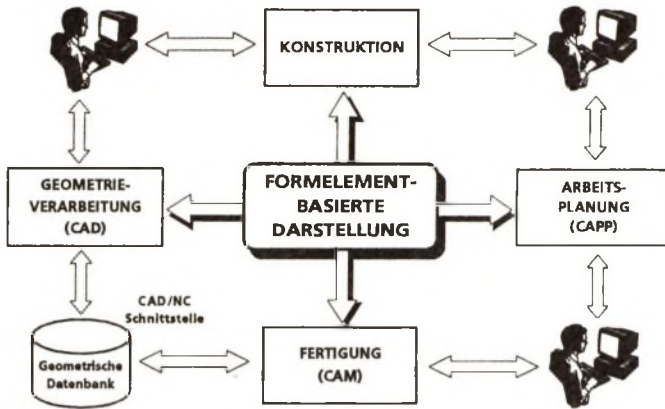 KONSTRUKTION
GEOMETRIE-
VERARBEITUNG
(CAD)
FORMELEMENT-
BASIERTE
DARSTELLUNG
ARBEITS-
PLANUNG
(CAPP)
CAD/NC
Schnittstelle
Geometrische
Datenbank
FERTIGUNG
(CAM)